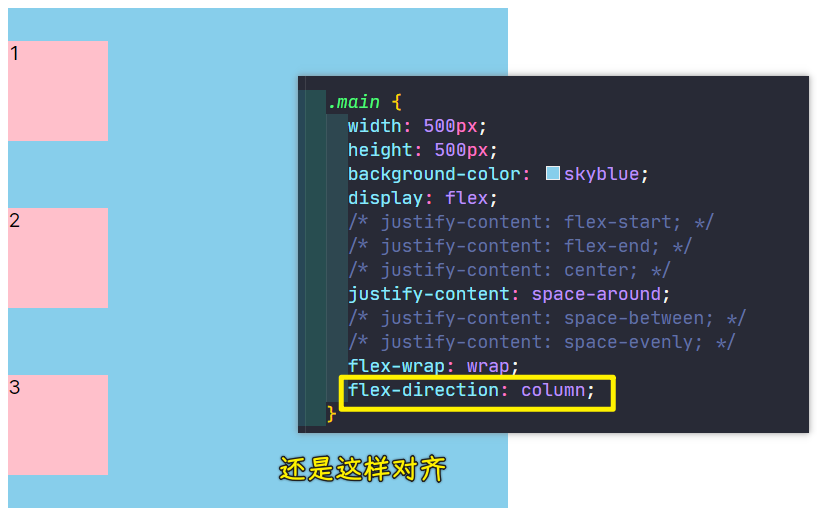 1
2
3
.main {
width: 500px;
height: 500px;
background-color: skyblue;
display: flex;
/* justify-content: flex-start; */
/* justify-content: flex-end; */
/* justify-content: center; */
justify-content: space-around;
/* justify-content: space-between; */
/* justify-content: space-evenly; */
flex-wrap: wrap;
flex-direction: column;
}
还是这样对齐